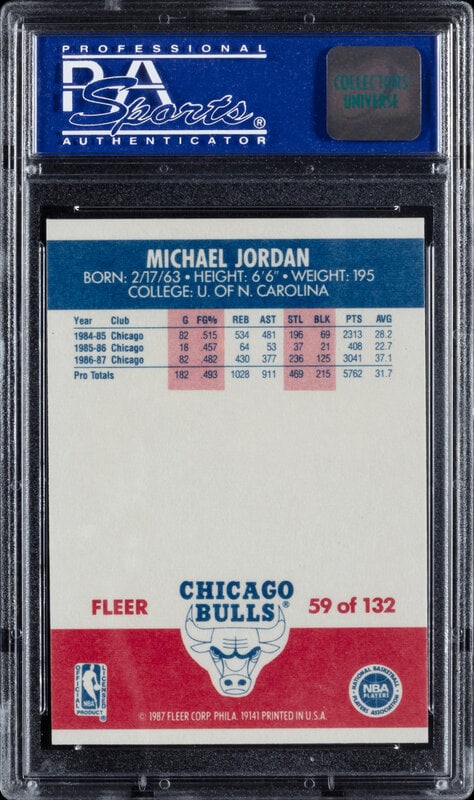 PROFESSIONAL
PSA Sports®
AUTHENTICATOR
COLLECTORS
UNIVERSE
MICHAEL JORDAN
BORN: 2/17/63 • HEIGHT: 6'6" • WEIGHT: 195
COLLEGE: U. OF N. CAROLINA
Year Club G FG% REB AST STL BLK PTS AVG
1984-85 Chicago 82 .515 534 481 196 69 2313 28.2
1985-86 Chicago 18 .457 64 53 37 21 408 22.7
1986-87 Chicago 82 .482 430 377 236 125 3041 37.1
Pro Totals 182 .493 1028 911 469 215 5762 31.7
CHICAGO
BULLS®
FLEER
59 of 132
OFFICIAL LICENSED PRODUCT
NBA
NATIONAL BASKETBALL PLAYERS ASSOCIATION
NBA
PLAYERS
© 1987 FLEER CORP. PHILA. 19141 PRINTED IN U.S.A.